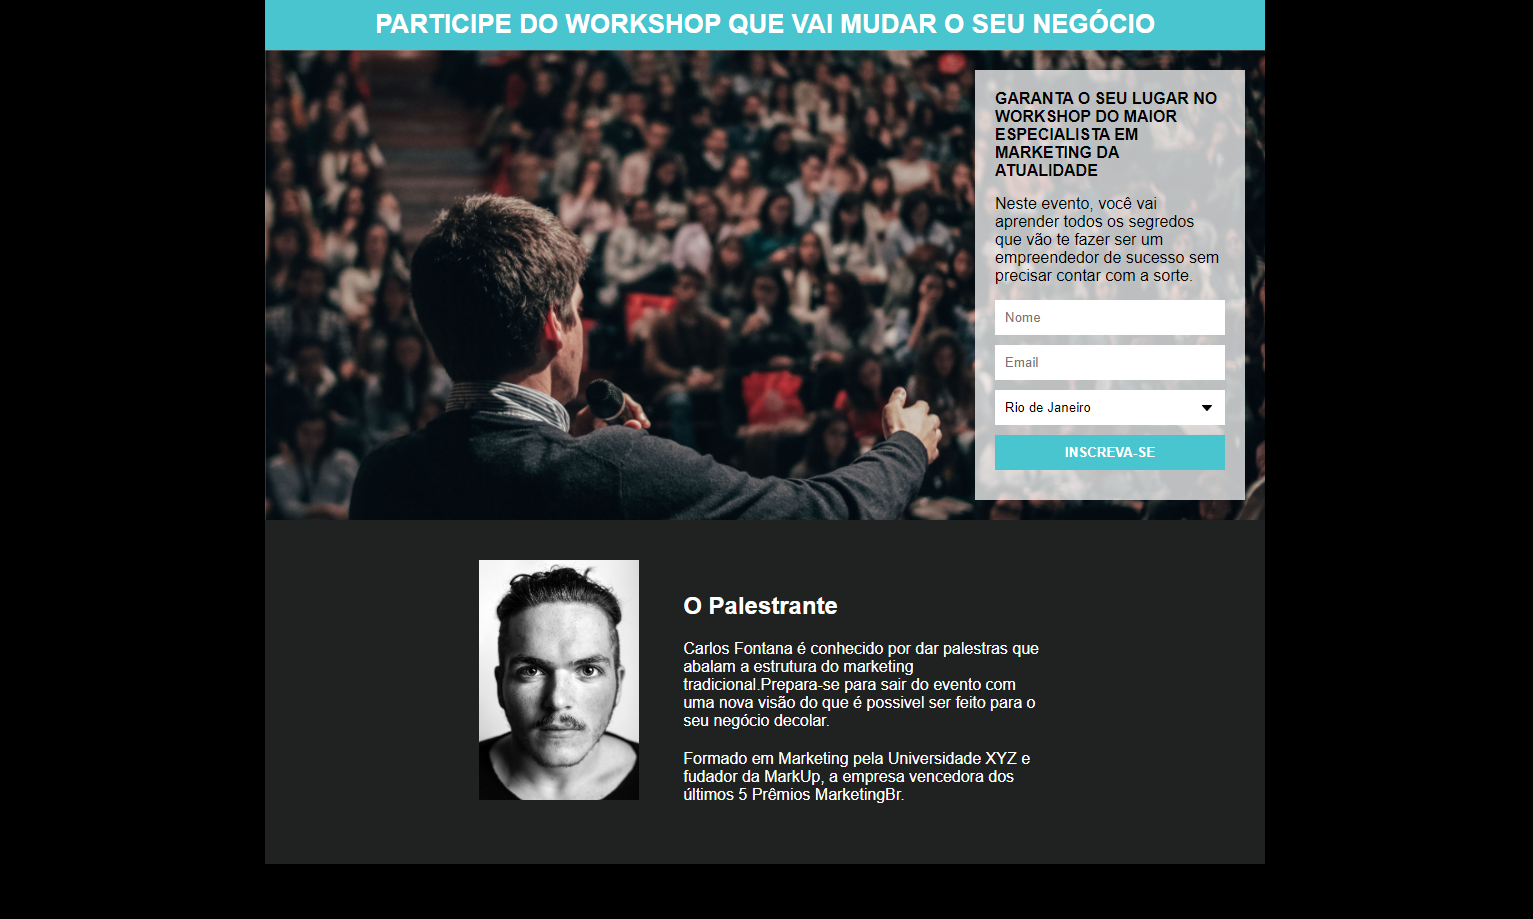 PARTICIPE DO WORKSHOP QUE VAI MUDAR O SEU NEGÓCIO
GARANTA O SEU LUGAR NO
WORKSHOP DO MAIOR
ESPECIALISTA EM
MARKETING DA
ATUALIDADE
Neste evento, você vai
aprender todos os segredos
que vão te fazer ser um
empreendedor de sucesso sem
precisar contar com a sorte.
Nome
Email
Rio de Janeiro
INSCREVA-SE
O Palestrante
Carlos Fontana é conhecido por dar palestras que
abalam a estrutura do marketing
tradicional.Prepara-se para sair do evento com
uma nova visão do que é possivel ser feito para o
seu negócio decolar.
Formado em Marketing pela Universidade XYZ e
fudador da MarkUp, a empresa vencedora dos
últimos 5 Prêmios MarketingBr.